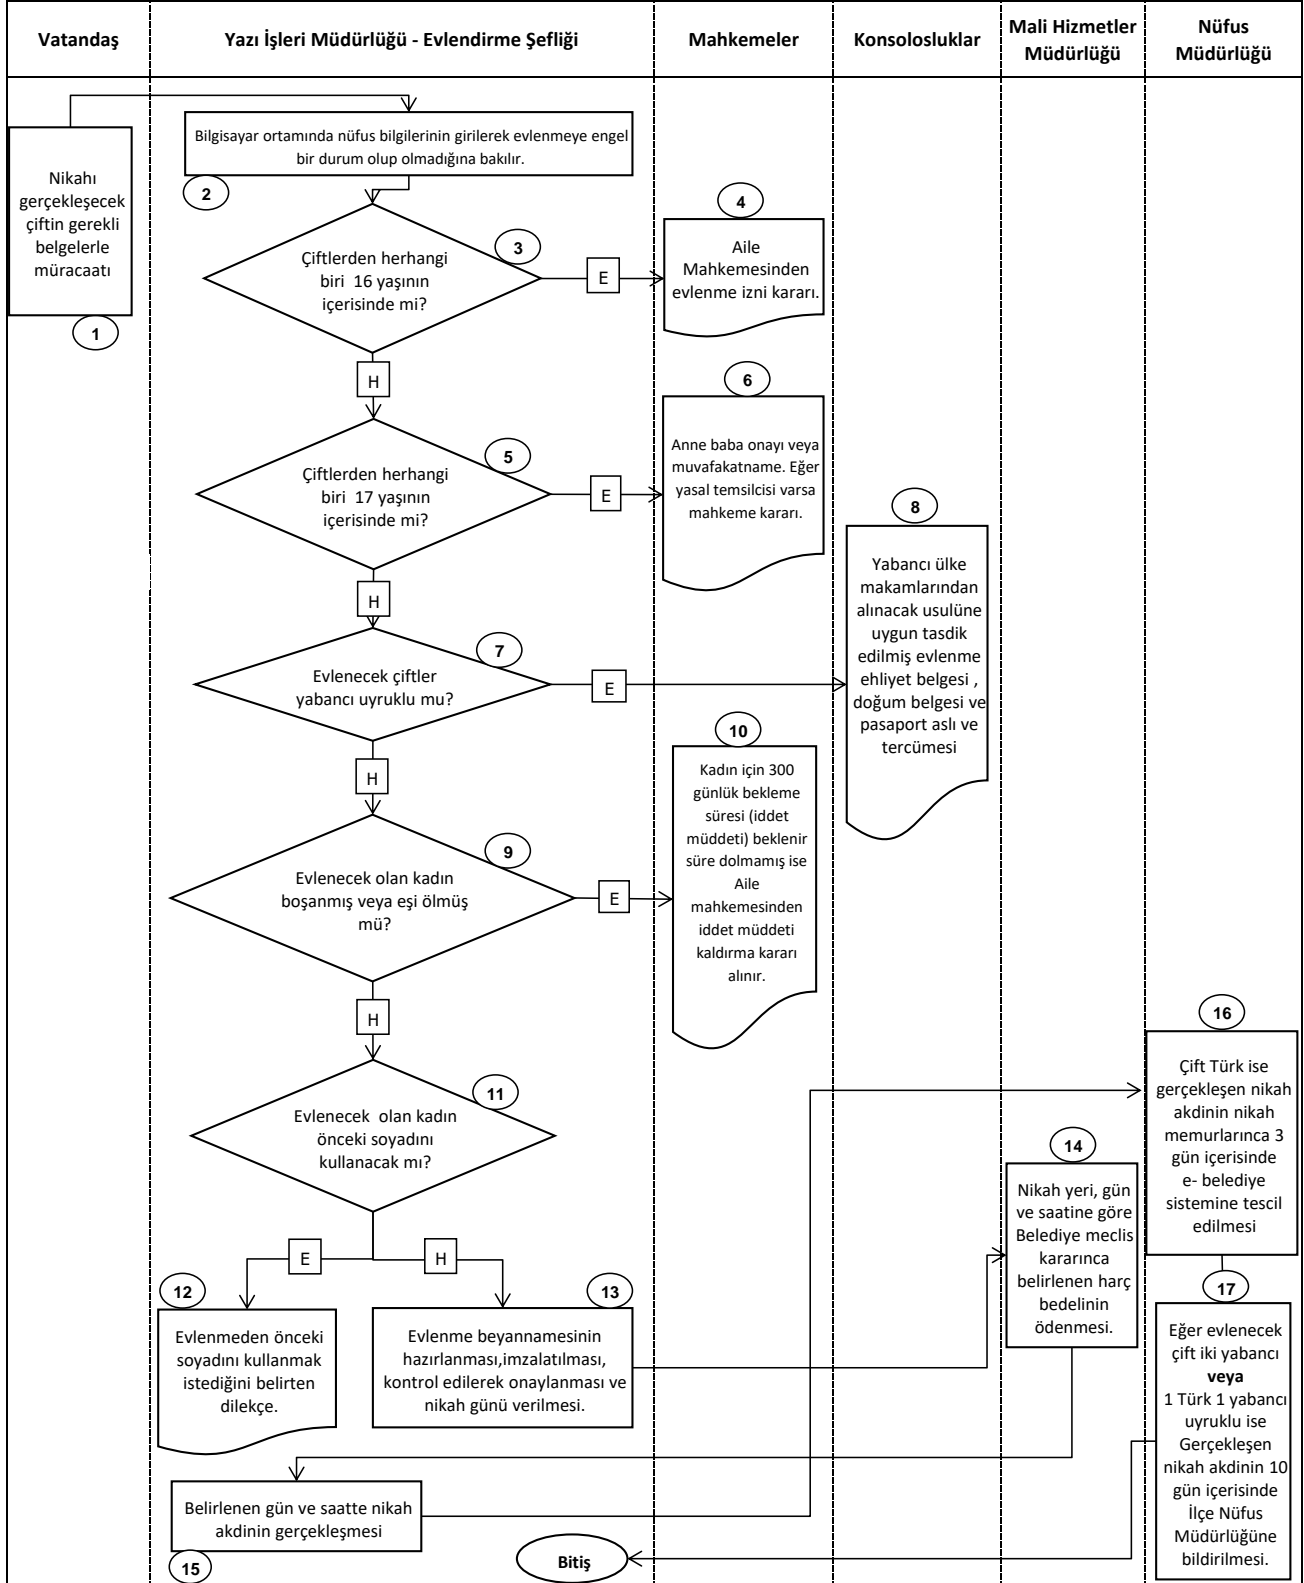 Vatandaş
Yazı İşleri Müdürlüğü - Evlendirme Şefliği
Mahkemeler
Konsolosluklar
Mali Hizmetler
Müdürlüğü
Nüfus
Müdürlüğü
Nikahı
gerçekleşecek
çiftin gerekli
belgelerle
müracaatı
1
Bilgisayar ortamında nüfus bilgilerinin girilerek evlenmeye engel
bir durum olup olmadığına bakılır.
2
3
Çiftlerden herhangi
biri 16 yaşının
içerisinde mi?
E
H
4
Aile
Mahkemesinden
evlenme izni kararı.
5
Çiftlerden herhangi
biri 17 yaşının
içerisinde mi?
E
H
6
Anne baba onayı veya
muvafakatname. Eğer
yasal temsilcisi varsa
mahkeme kararı.
7
Evlenecek çiftler
yabancı uyruklu mu?
E
H
8
Yabancı ülke
makamlarından
alınacak usulüne
uygun tasdik
edilmiş evlenme
ehliyet belgesi ,
doğum belgesi ve
pasaport aslı ve
tercümesi
9
Evlenecek olan kadın
boşanmış veya eşi ölmüş
mü?
E
H
10
Kadın için 300
günlük bekleme
süresi (iddet
müddeti) beklenir
süre dolmamış ise
Aile
mahkemesinden
iddet müddeti
kaldırma kararı
alınır.
11
Evlenecek olan kadın
önceki soyadını
kullanacak mı?
E
H
12
Evlenmeden önceki
soyadını kullanmak
istediğini belirten
dilekçe.
13
Evlenme beyannamesinin
hazırlanması,imzalatılması,
kontrol edilerek onaylanması ve
nikah günü verilmesi.
14
Nikah yeri, gün
ve saatine göre
Belediye meclis
kararınca
belirlenen harç
bedelinin
ödenmesi.
Belirlenen gün ve saatte nikah
akdinin gerçekleşmesi
15
16
Çift Türk ise
gerçekleşen nikah
akdinin nikah
memurlarınca 3
gün içerisinde
e- belediye
sistemine tescil
edilmesi
17
Eğer evlenecek
çift iki yabancı
veya
1 Türk 1 yabancı
uyruklu ise
Gerçekleşen
nikah akdinin 10
gün içerisinde
İlçe Nüfus
Müdürlüğüne
bildirilmesi.
Bitiş